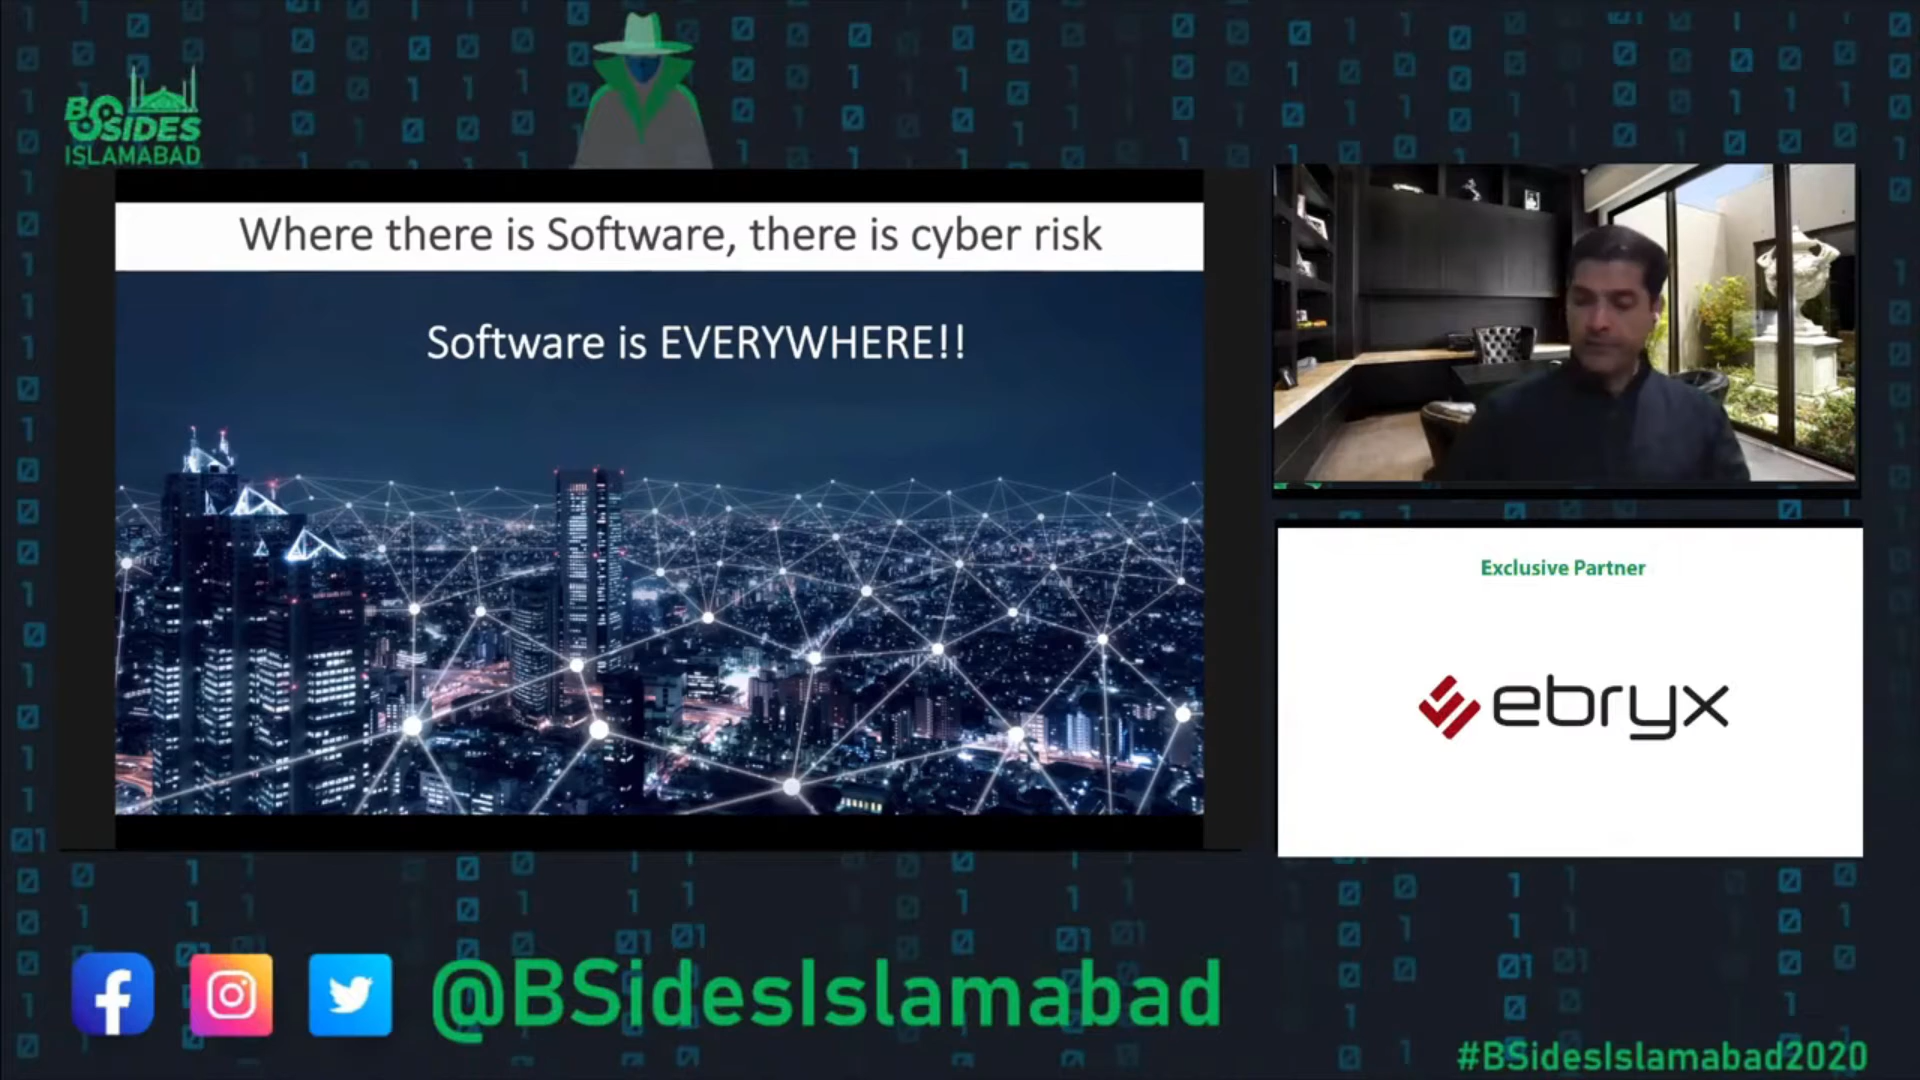 BSIDES
ISLAMABAD
Where there is Software, there is cyber risk
Software is EVERYWHERE!!
Exclusive Partner
ebryx
@BSidesIslamabad
#BSidesIslamabad2020